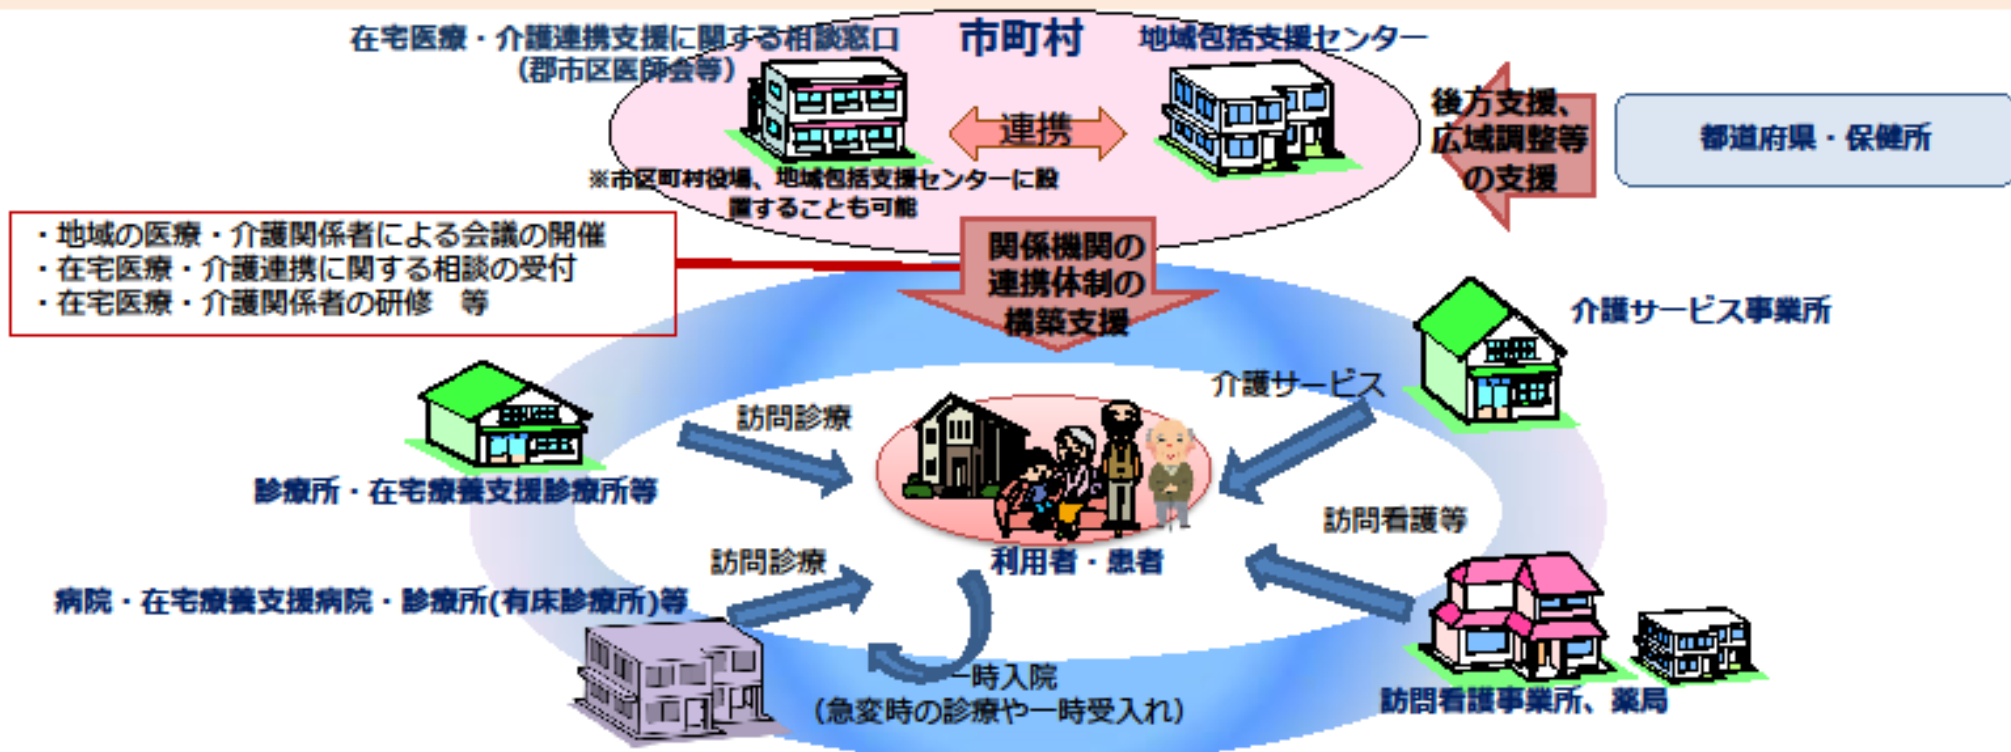 市町村
在宅医療・介護連携支援に関する相談窓口
（郡市区医師会等）
地域包括支援センター
連携
※市区町村役場、地域包括支援センターに設
置することも可能
後方支援、
広域調整等
の支援
都道府県・保健所
・地域の医療・介護関係者による会議の開催
・在宅医療・介護連携に関する相談の受付
・在宅医療・介護関係者の研修　等
関係機関の
連携体制の
構築支援
介護サービス事業所
介護サービス
訪問診療
診療所・在宅療養支援診療所等
利用者・患者
訪問看護等
訪問診療
病院・在宅療養支援病院・診療所(有床診療所)等
一時入院
（急変時の診療や一時受入れ）
訪問看護事業所、薬局